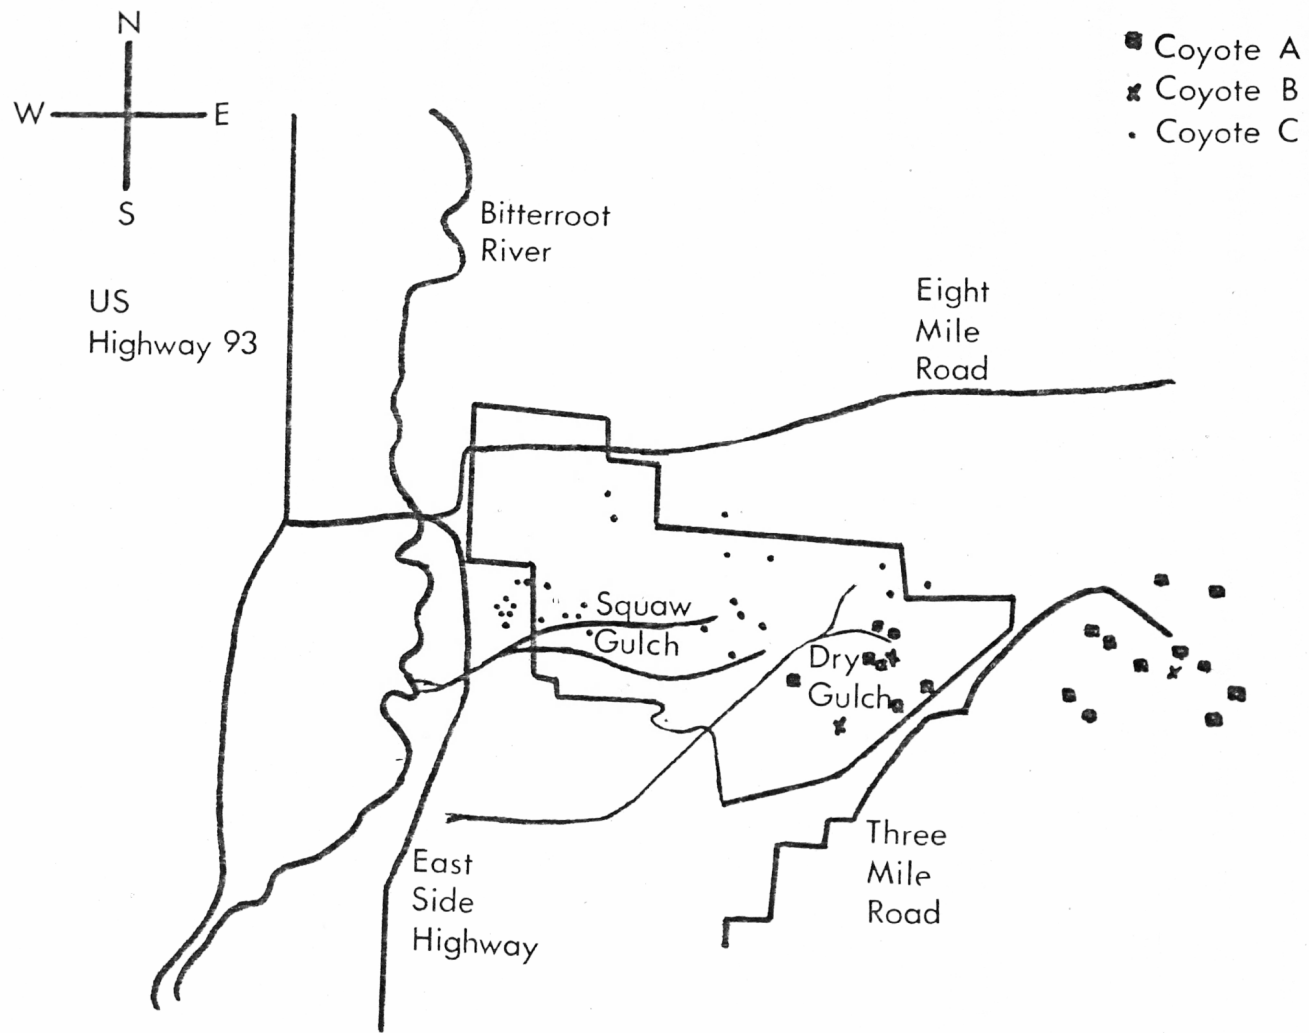 N
W E
S
Coyote A
Coyote B
Coyote C
Bitterroot
River
US
Highway 93
Eight
Mile
Road
Squaw
Gulch
Dry
Gulch
Three
Mile
Road
East
Side
Highway